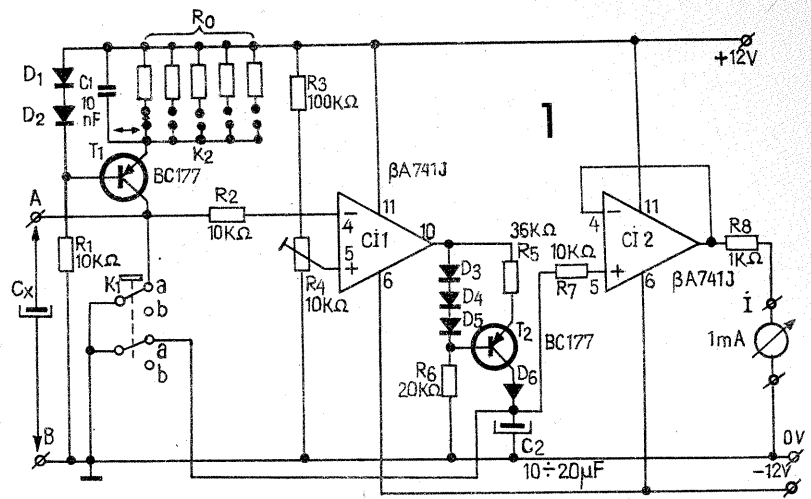 R0
+12V
D1
C1
10
nF
D2
R3
100KΩ
1
K2
T1
BC177
βA741J
A
R2
10KΩ
4
-
11
Ci1
10
5
+
6
R1
10KΩ
R4
10KΩ
K1
a
b
a
b
Cx
B
36KΩ
R5
D3
D4
D5
T2
BC177
R6
20KΩ
D6
C2
10÷20µF
10KΩ
R7
4
-
11
Ci 2
5
+
6
βA741J
R8
1KΩ
i
1mA
0V
-12V